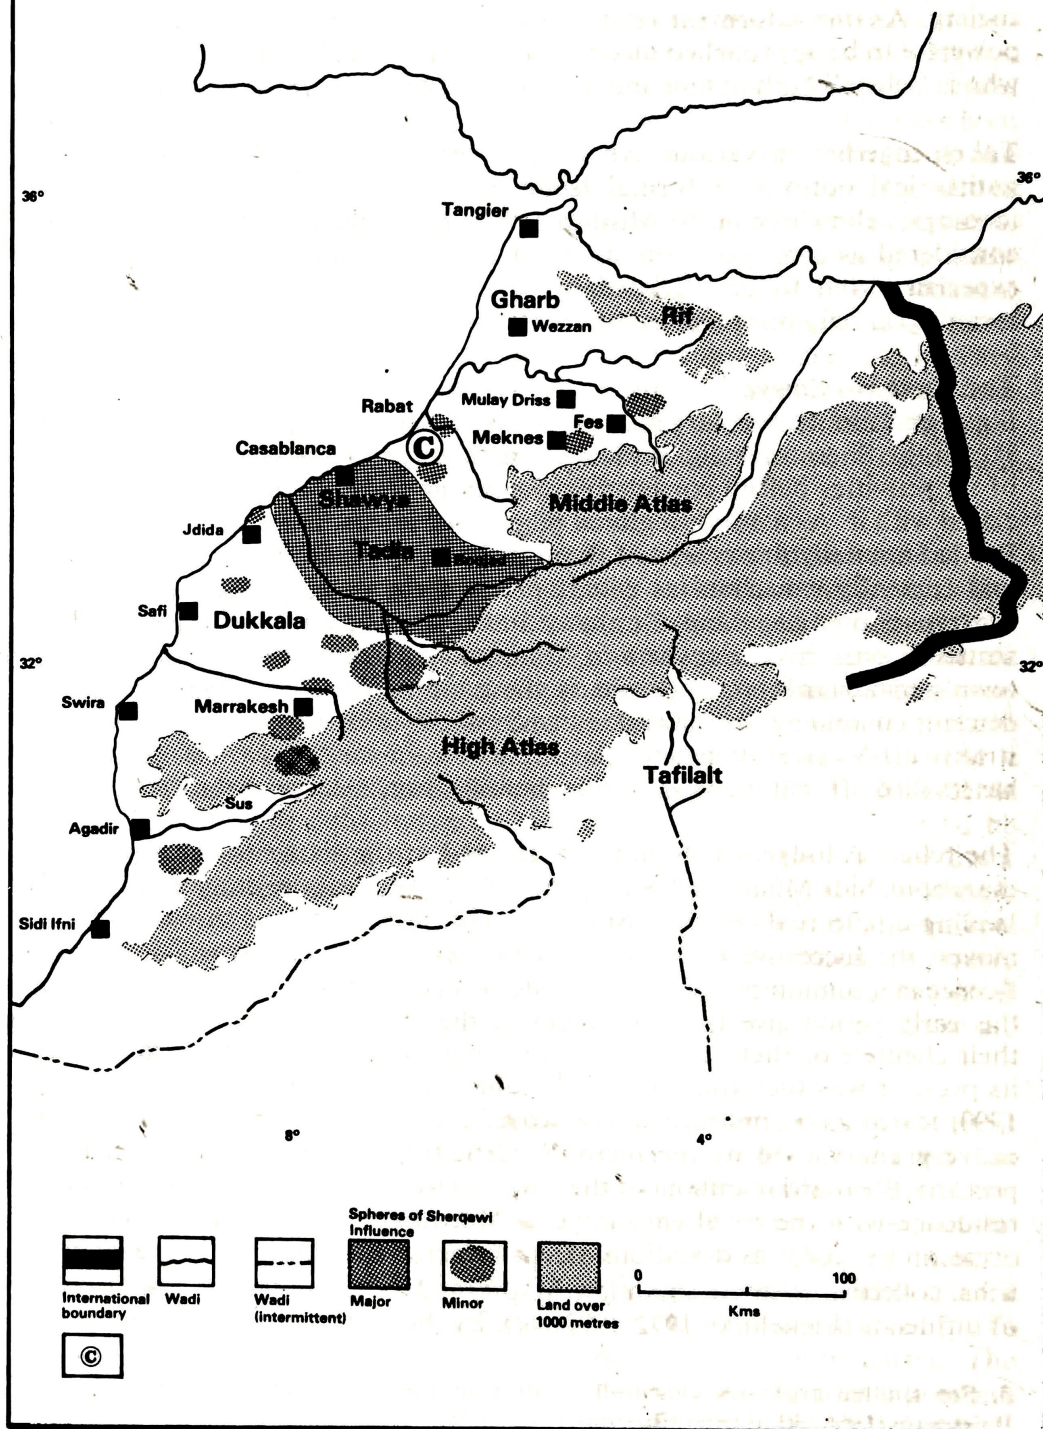 36°
36°
Tangier
Gharb
Rif
Wezzan
Rabat
Mulay Driss
Fes
Meknes
C
Casablanca
Shawya
Middle Atlas
Jdida
Tadla
Safi
Dukkala
32°
32°
Swira
Marrakesh
High Atlas
Tafilalt
Sus
Agadir
Sidi Ifni
8°
4°
Spheres of Sherqawi
Influence
0 100
Kms
International
boundary
Wadi
Wadi
(intermittent)
Major
Minor
Land over
1000 metres
C